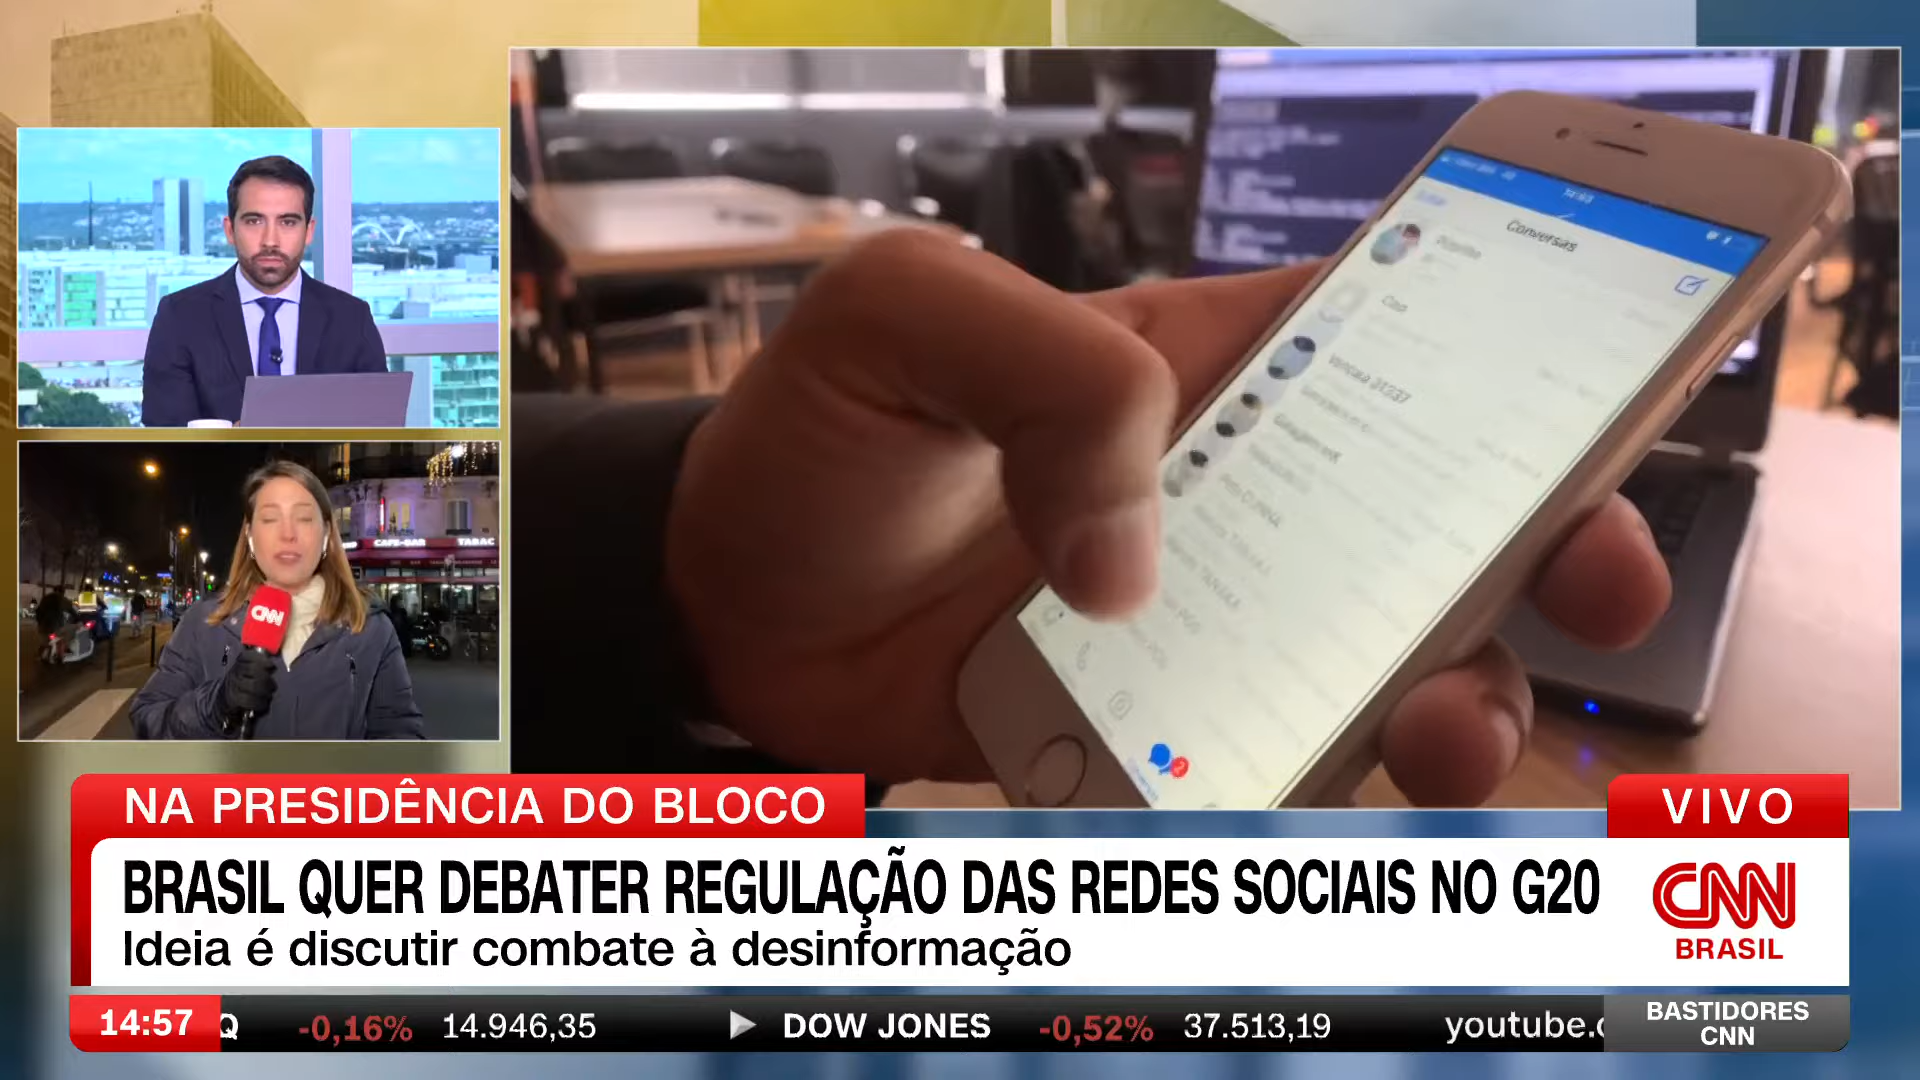 CAFE-BAR
TABAC
CNN
Conversas
NA PRESIDÊNCIA DO BLOCO
VIVO
BRASIL QUER DEBATER REGULAÇÃO DAS REDES SOCIAIS NO G20
Ideia é discutir combate à desinformação
CNN
BRASIL
14:57
Q -0,16% 14.946,35 DOW JONES -0,52% 37.513,19 youtube.c
BASTIDORES
CNN